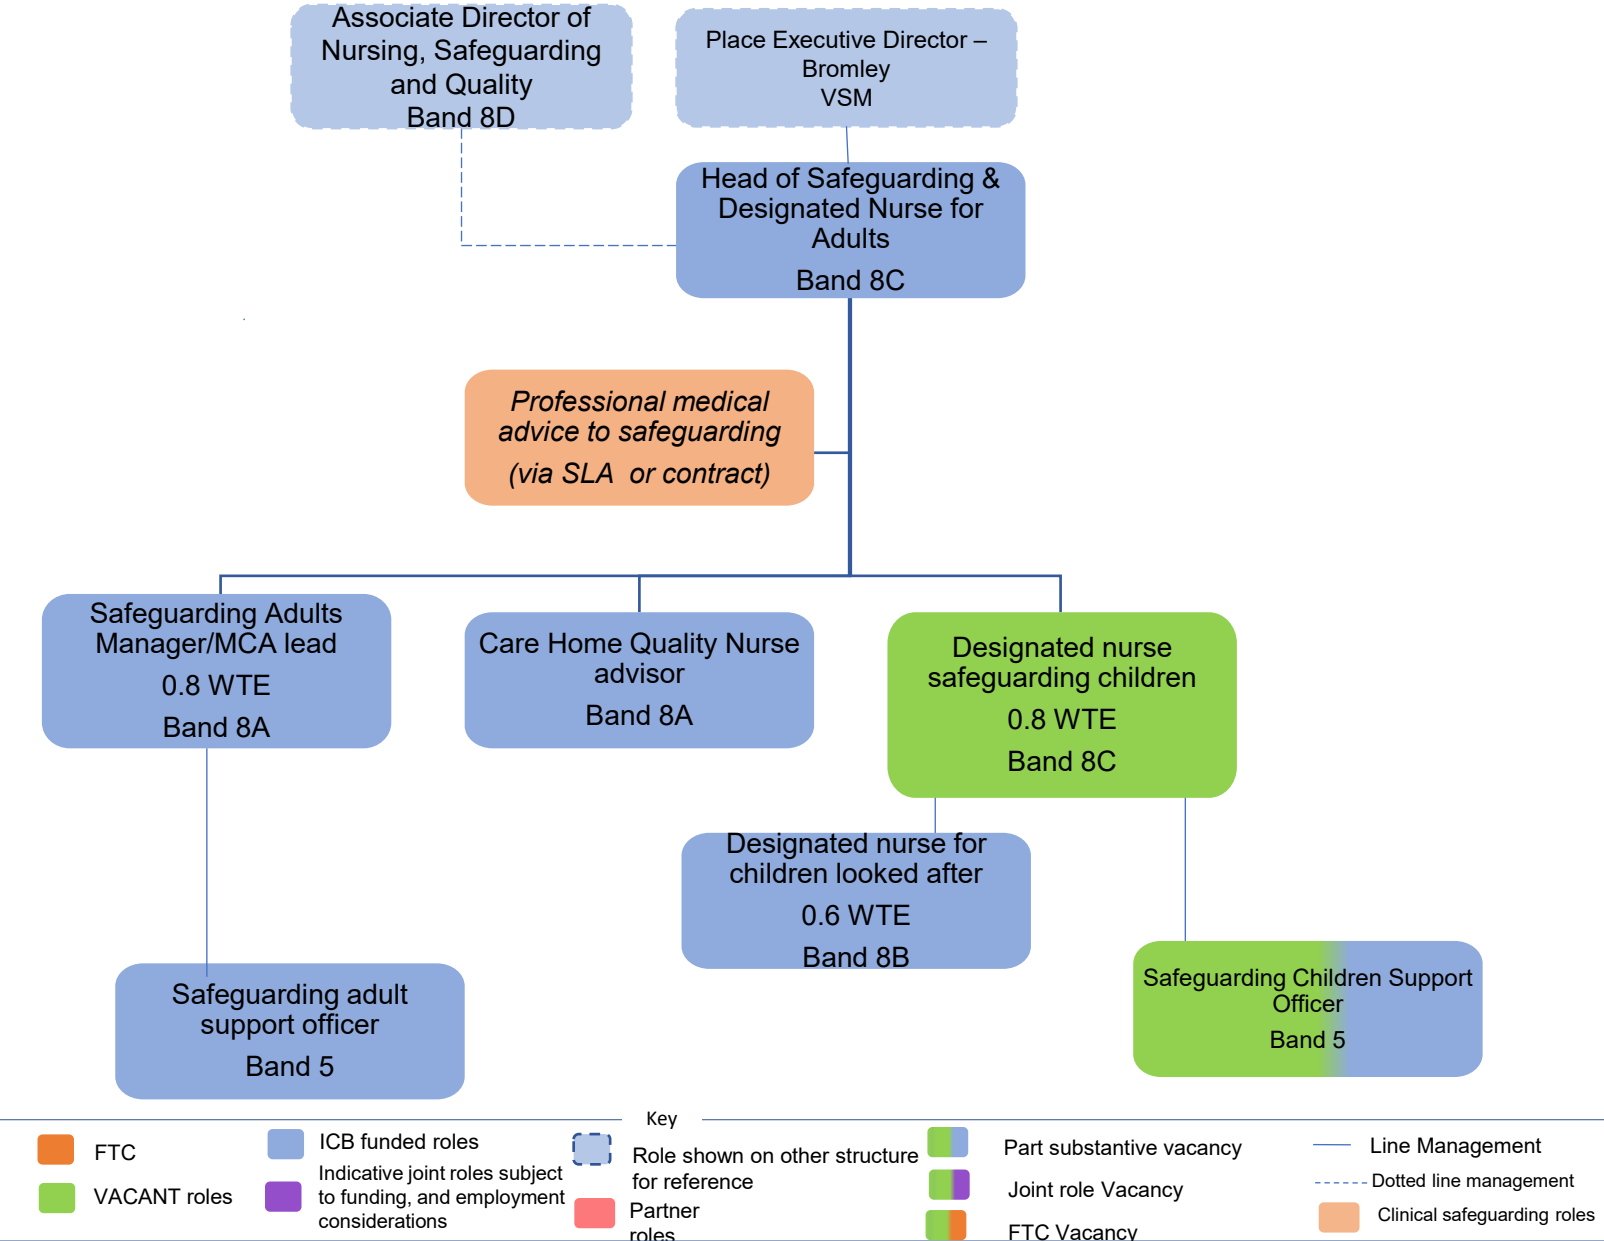 Associate Director of
Nursing, Safeguarding
and Quality
Band 8D
Place Executive Director –
Bromley
VSM
Head of Safeguarding &
Designated Nurse for
Adults
Band 8C
Professional medical
advice to safeguarding
(via SLA or contract)
Safeguarding Adults
Manager/MCA lead
0.8 WTE
Band 8A
Care Home Quality Nurse
advisor
Band 8A
Designated nurse
safeguarding children
0.8 WTE
Band 8C
Designated nurse for
children looked after
0.6 WTE
Band 8B
Safeguarding adult
support officer
Band 5
Safeguarding Children Support
Officer
Band 5
Key
FTC
VACANT roles
ICB funded roles
Indicative joint roles subject
to funding, and employment
considerations
Role shown on other structure
for reference
Partner
roles
Part substantive vacancy
Joint role Vacancy
FTC Vacancy
Line Management
Dotted line management
Clinical safeguarding roles